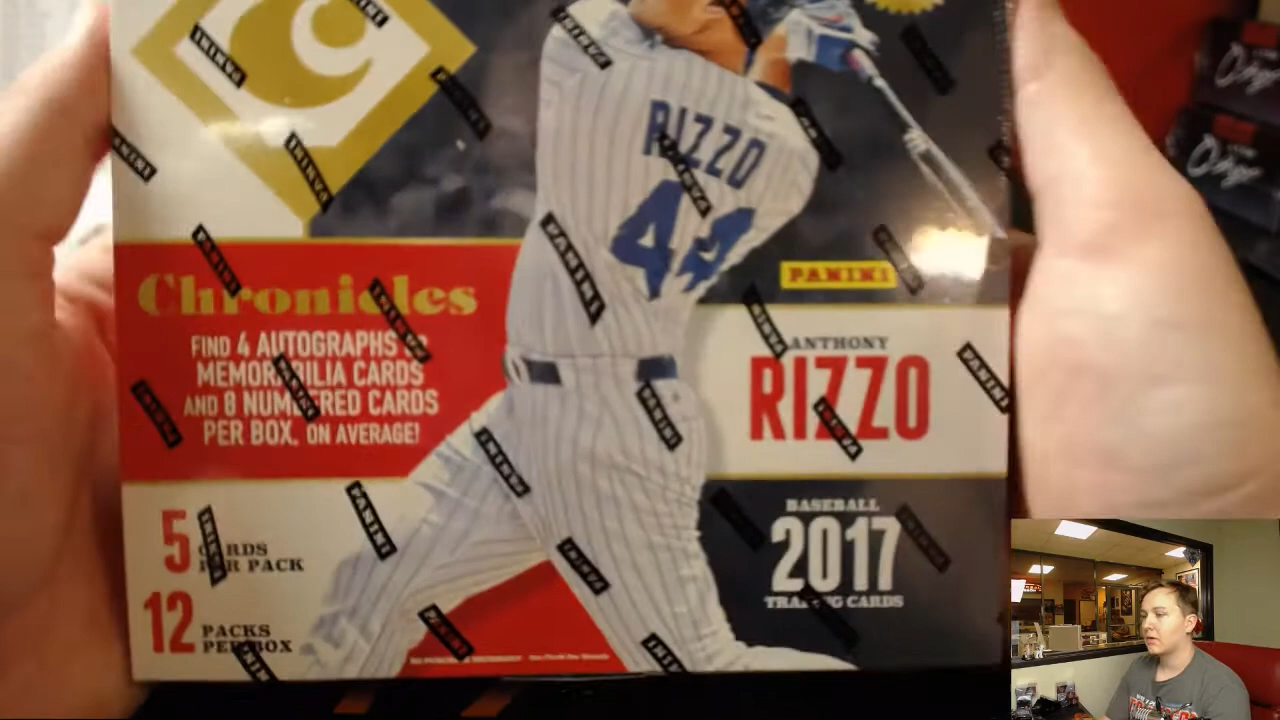 RIZZO
44
PANINI
Chronicles
FIND 4 AUTOGRAPHS OR
MEMORABILIA CARDS
AND 8 NUMBERED CARDS
PER BOX, ON AVERAGE!
ANTHONY
RIZZO
5 CARDS
PER PACK
12 PACKS
PER BOX
BASEBALL
2017
TRADING CARDS